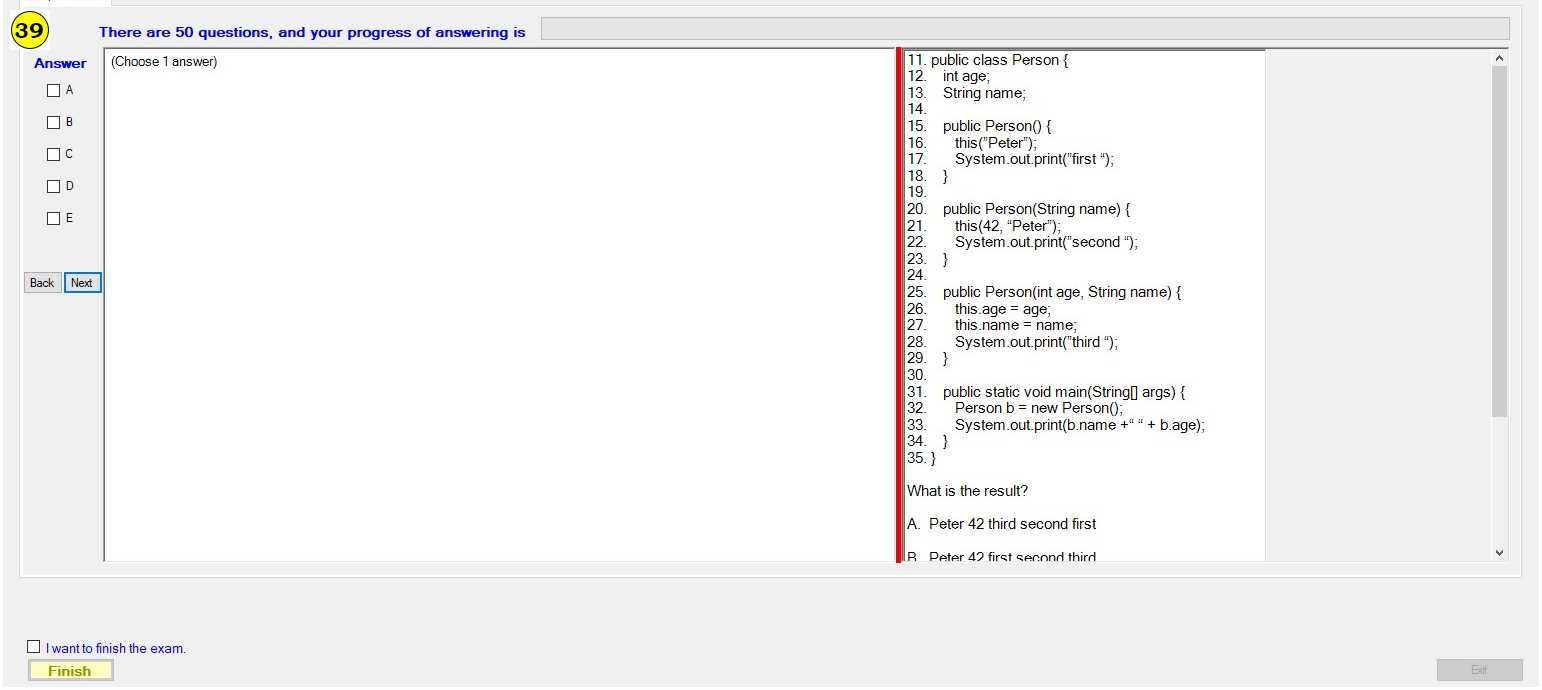 39
There are 50 questions, and your progress of answering is
Answer
A
B
C
D
E
Back Next
(Choose 1 answer)
11. public class Person {
12. int age;
13. String name;
14.
15. public Person() {
16. this("Peter");
17. System.out.print(”first “);
18. }
19.
20. public Person(String name) {
21. this(42, “Peter”);
22. System.out.print(”second “);
23. }
24.
25. public Person(int age, String name) {
26. this.age = age;
27. this.name = name;
28. System.out.print(”third “);
29. }
30.
31. public static void main(String[] args) {
32. Person b = new Person();
33. System.out.print(b.name +“ “ + b.age);
34. }
35. }
What is the result?
A. Peter 42 third second first
B. Peter 42 first second third
I want to finish the exam.
Finish
Exit